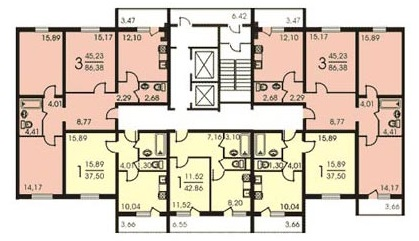 3.47 6.42 3.47
15,89 15,17 12,10 12,10 15,17 15,89
3 45,23 86,38
3 45,23 86,38
4,01 2,29 2,68 2,68 2,29 4,01
4,41 8,77 8,77 4,41
15,89 7,16 3,10 15,89
1 15,89 37,50
4,01 1,30
1 11.52 42.86
1,30 4,01
1 15,89 37,50
14,17 10,04 11.52 8,20 10,04 14,17
3.66 6.55 3.66 3.66